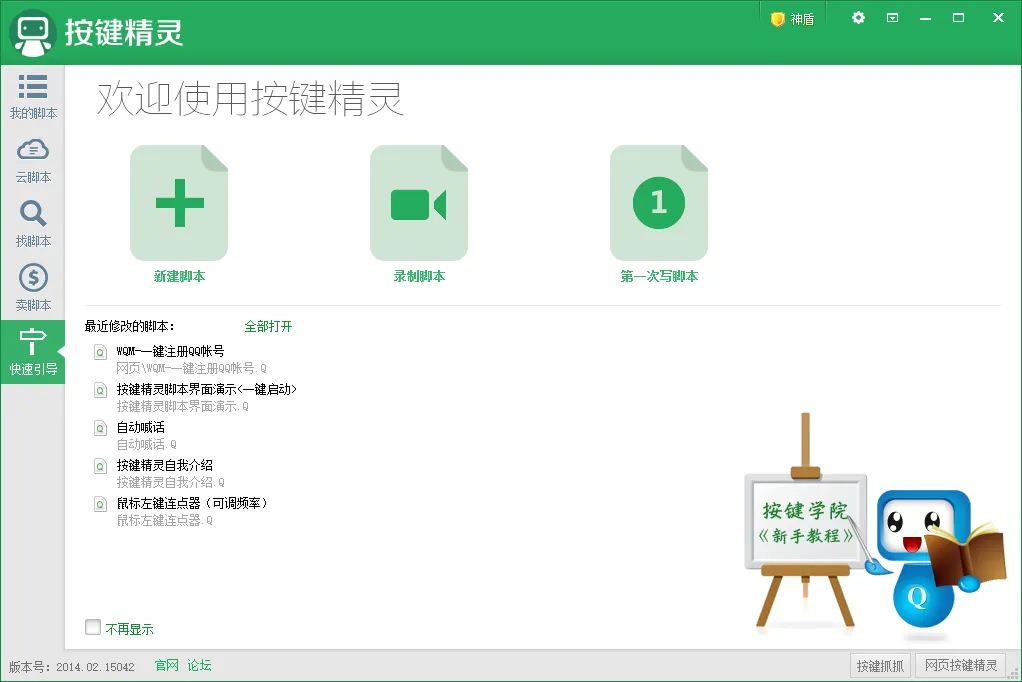 按键精灵
神盾
我的脚本
云脚本
找脚本
卖脚本
快速引导
欢迎使用按键精灵
1
新建脚本
录制脚本
第一次写脚本
最近修改的脚本:
全部打开
WQM-一键注册QQ帐号
网页\WQM-一键注册QQ帐号.Q
按键精灵脚本界面演示<一键启动>
按键精灵脚本界面演示.Q
自动喊话
自动喊话.Q
按键精灵自我介绍
按键精灵自我介绍.Q
鼠标左键连点器（可调频率）
鼠标左键连点器.Q
按键学院
《新手教程》
Q
不再显示
版本号: 2014.02.15042
官网 论坛
按键抓抓
网页按键精灵